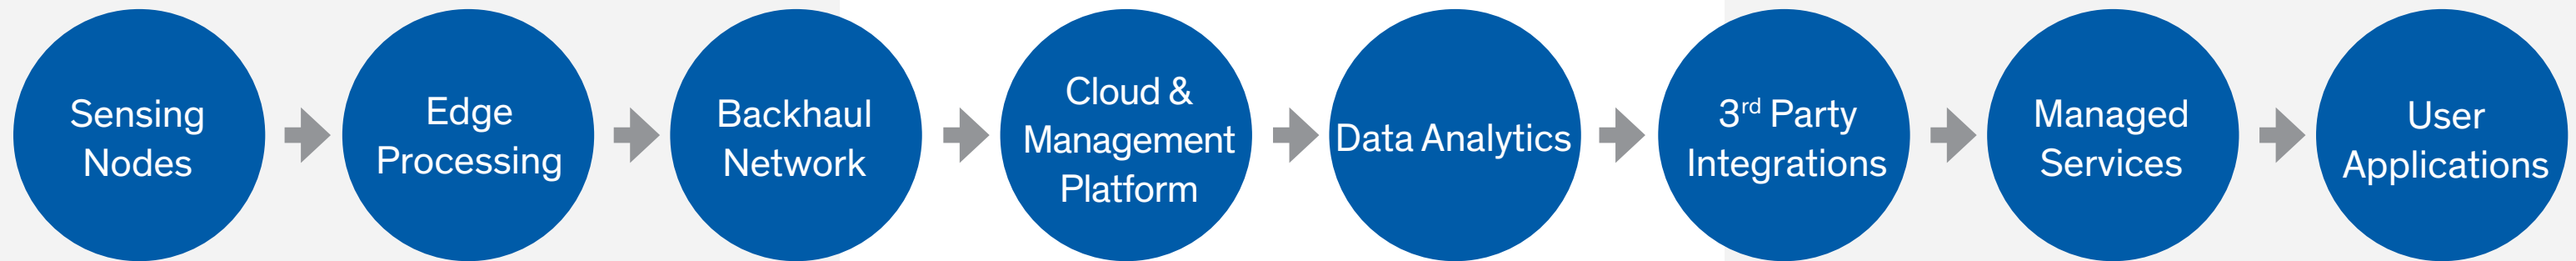 Sensing
Nodes
Edge
Processing
Backhaul
Network
Cloud &
Management
Platform
Data Analytics
3rd Party
Integrations
Managed
Services
User
Applications